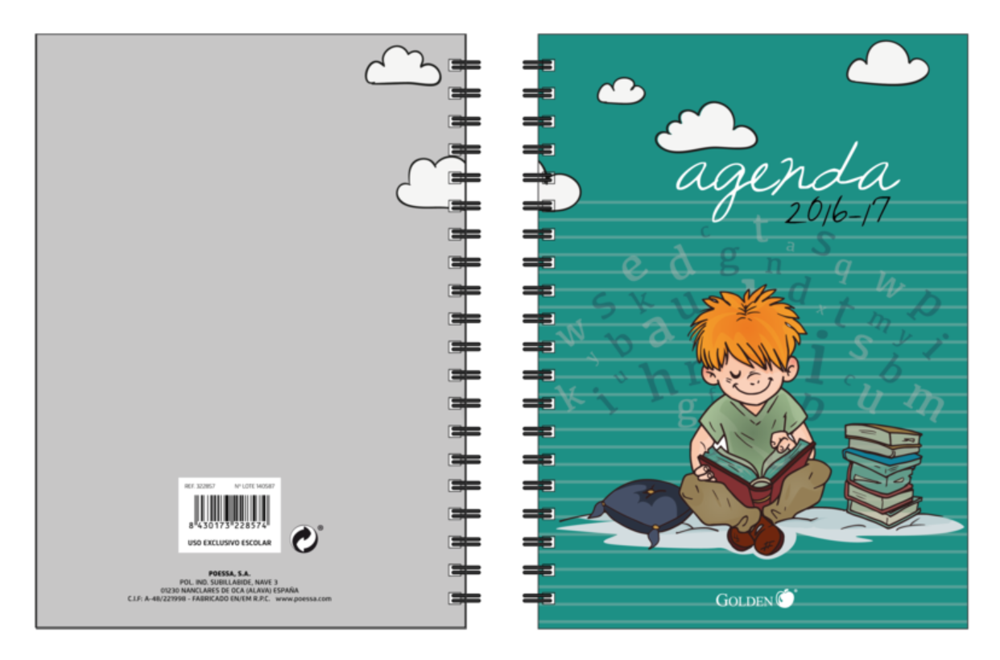 REF. 322857 Nº LOTE 140587
8 430173 228574
USO EXCLUSIVO ESCOLAR
POESSA, S.A.
POL. IND. SUBILLABIDE, NAVE 3
01230 NANCLARES DE OCA (ALAVA) ESPAÑA
C.I.F: A-48/221998 - FABRICADO EN/EM R.P.C. www.poessa.com
agenda
2016-17
c t a s
e d g n q w
s k a u d x t m y p i
w y b u a h i s c b
k i g p u m
GOLDEN